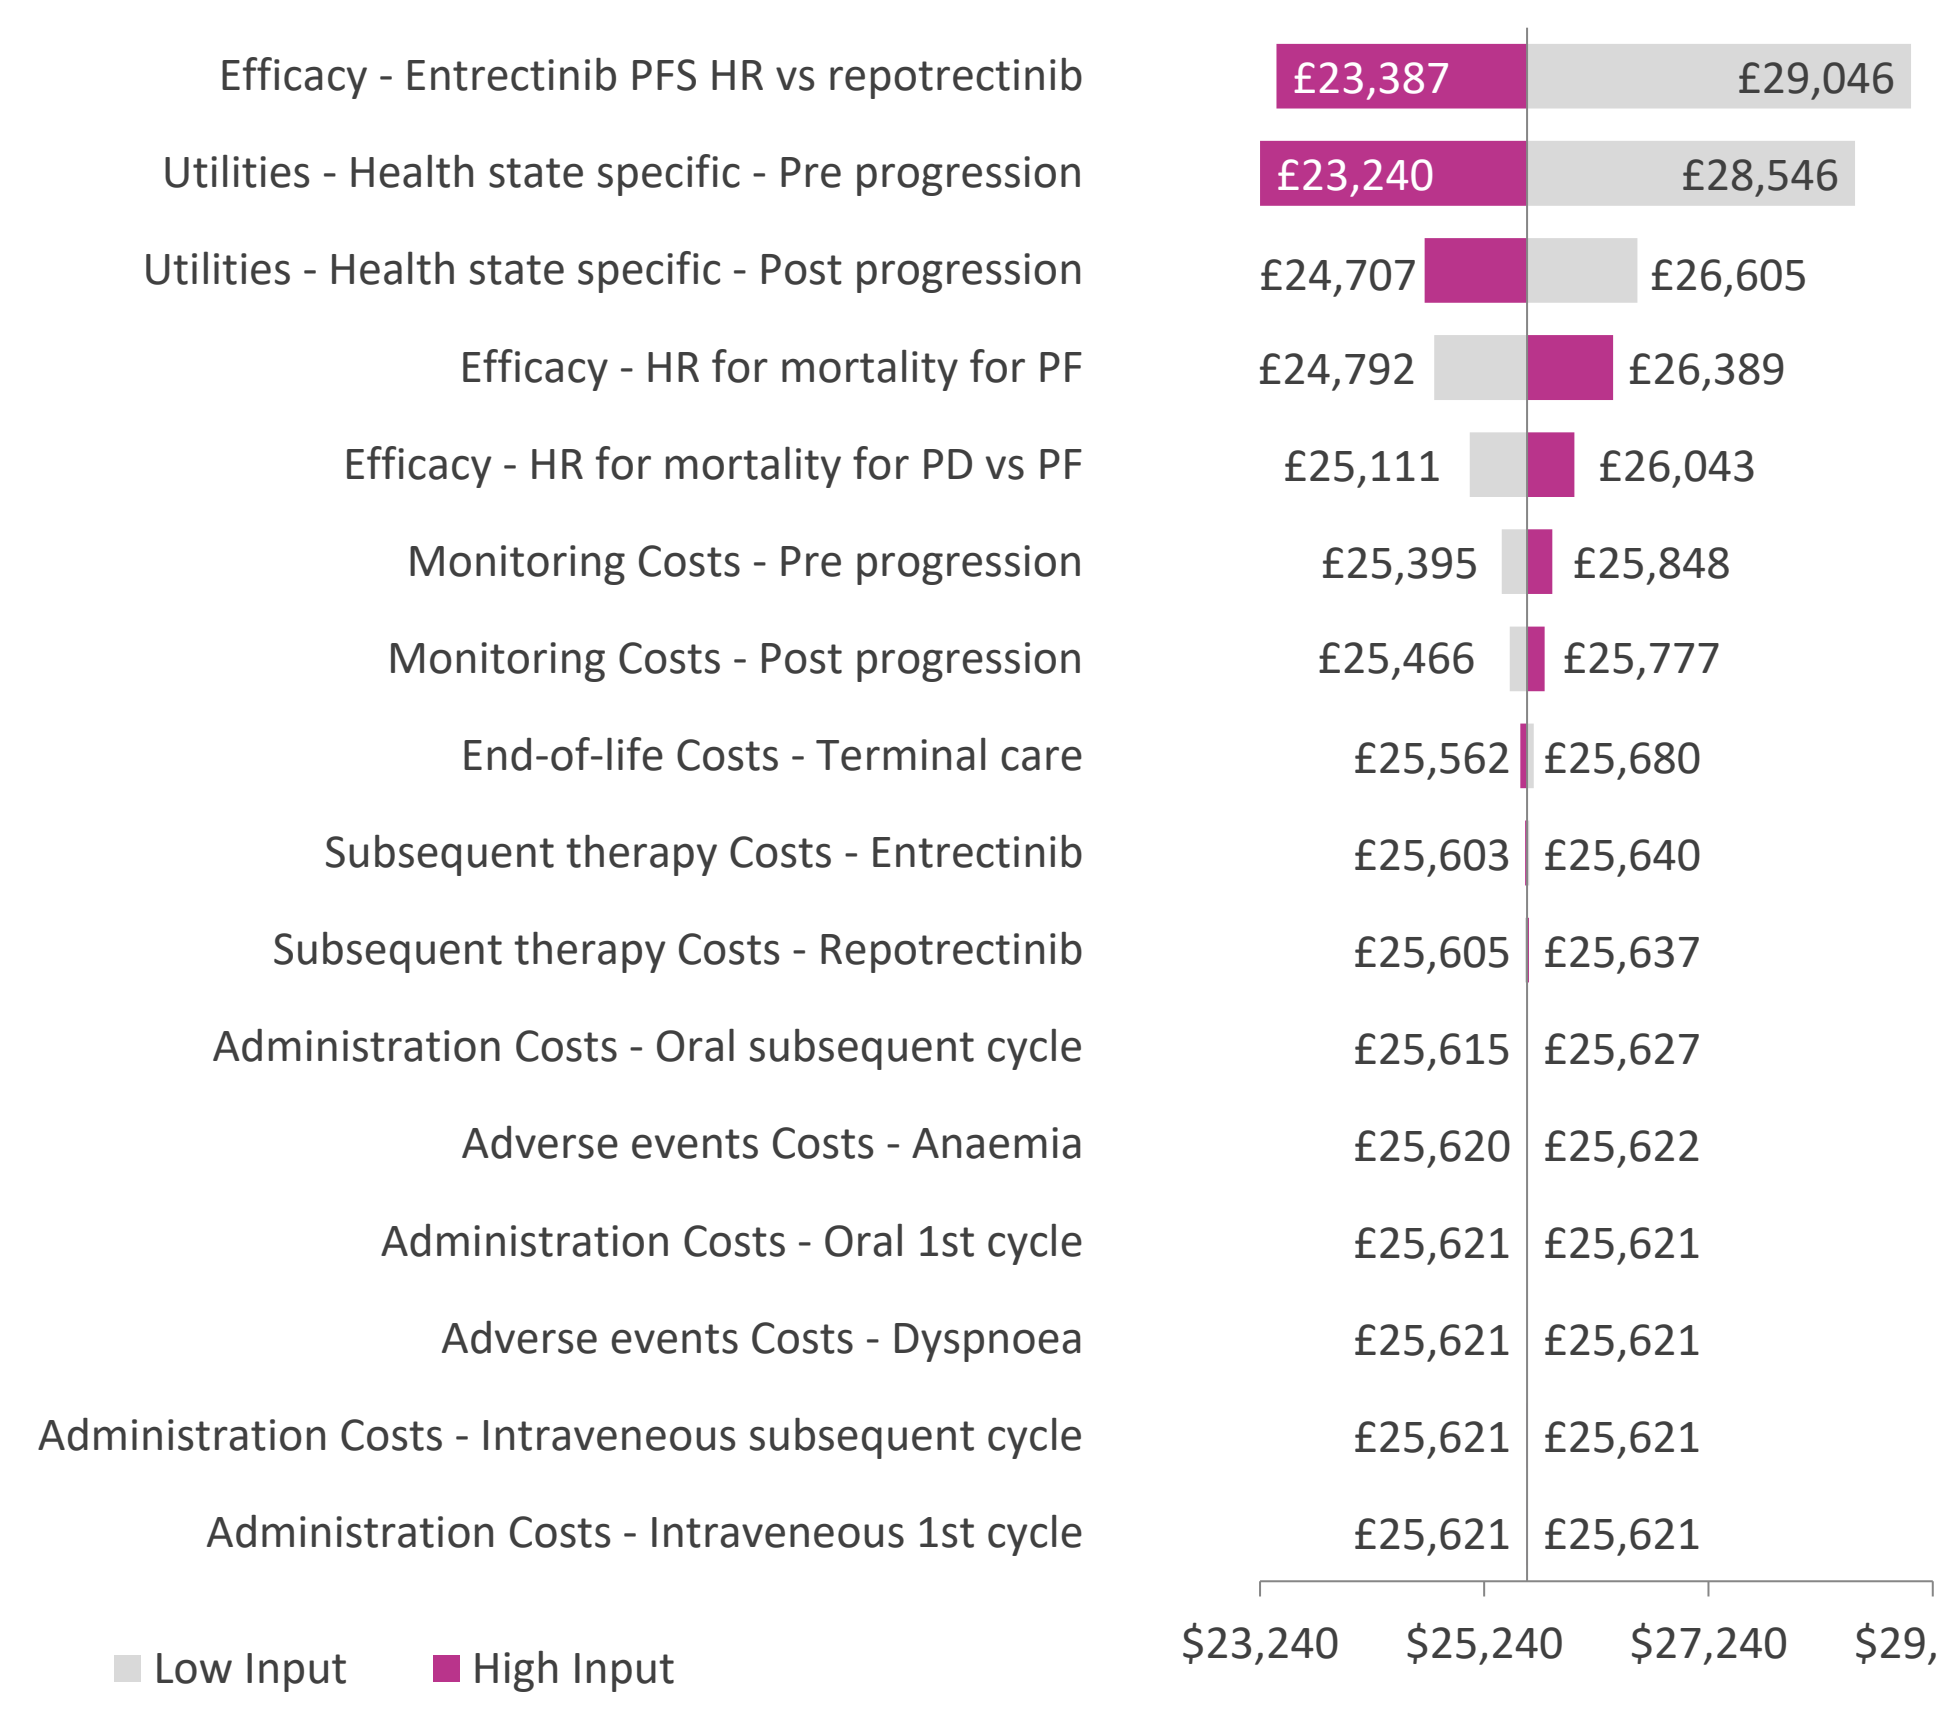 Efficacy - Entrectinib PFS HR vs repotrectinib £23,387 £29,046
Utilities - Health state specific - Pre progression £23,240 £28,546
Utilities - Health state specific - Post progression £24,707 £26,605
Efficacy - HR for mortality for PF £24,792 £26,389
Efficacy - HR for mortality for PD vs PF £25,111 £26,043
Monitoring Costs - Pre progression £25,395 £25,848
Monitoring Costs - Post progression £25,466 £25,777
End-of-life Costs - Terminal care £25,562 £25,680
Subsequent therapy Costs - Entrectinib £25,603 £25,640
Subsequent therapy Costs - Repotrectinib £25,605 £25,637
Administration Costs - Oral subsequent cycle £25,615 £25,627
Adverse events Costs - Anaemia £25,620 £25,622
Administration Costs - Oral 1st cycle £25,621 £25,621
Adverse events Costs - Dyspnoea £25,621 £25,621
Administration Costs - Intraveneous subsequent cycle £25,621 £25,621
Administration Costs - Intraveneous 1st cycle £25,621 £25,621
$23,240 $25,240 $27,240 $29,
Low Input High Input